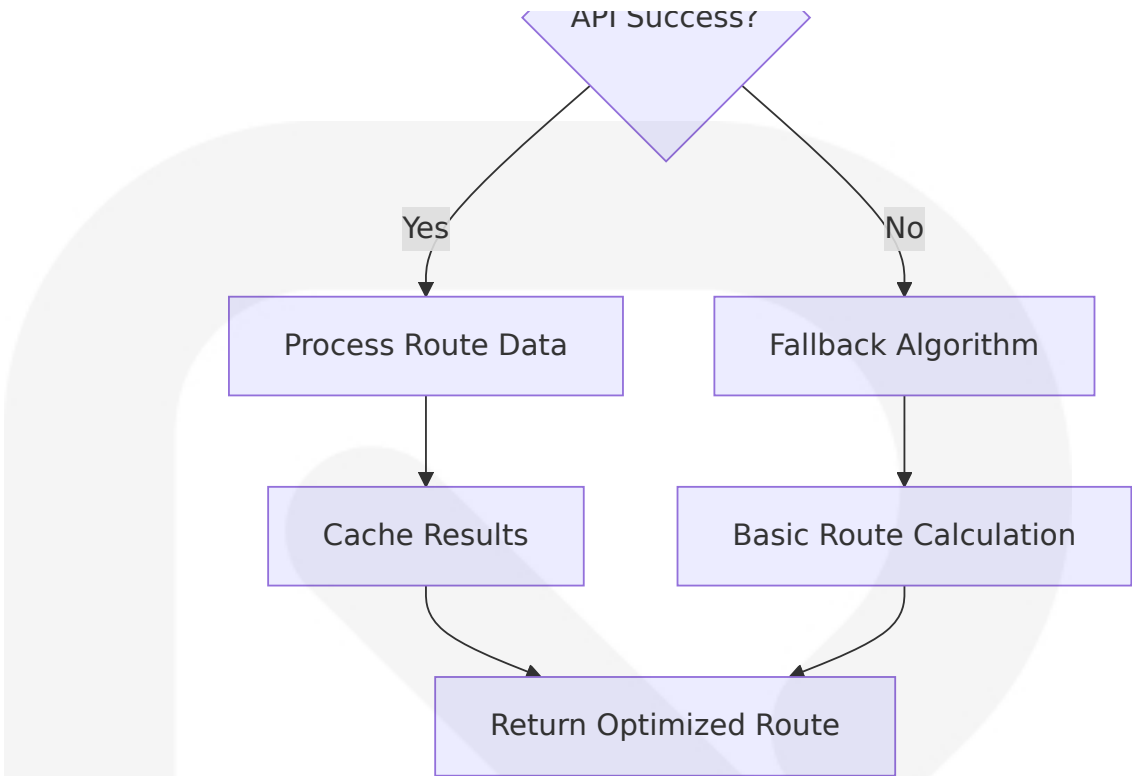 API Success?
Yes
No
Process Route Data
Fallback Algorithm
Cache Results
Basic Route Calculation
Return Optimized Route